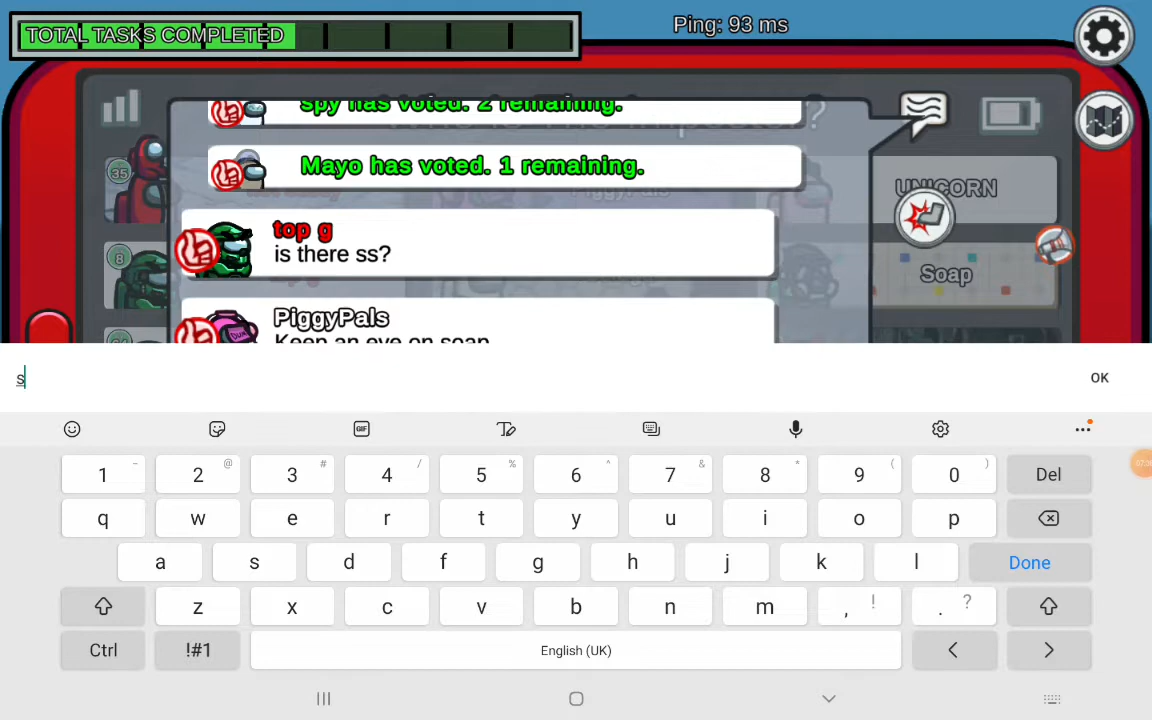 TOTAL TASKS COMPLETED
Ping: 93 ms
spy has voted. 2 remaining.
Mayo has voted. 1 remaining.
35
UNICORN
top g
is there ss?
8
Soap
PiggyPals
Keep an eye on soap
s
OK
GIF
1 2 3 4 5 6 7 8 9 0 Del
q w e r t y u i o p
a s d f g h j k l Done
z x c v b n m , ! . ?
Ctrl !#1 English (UK) < >